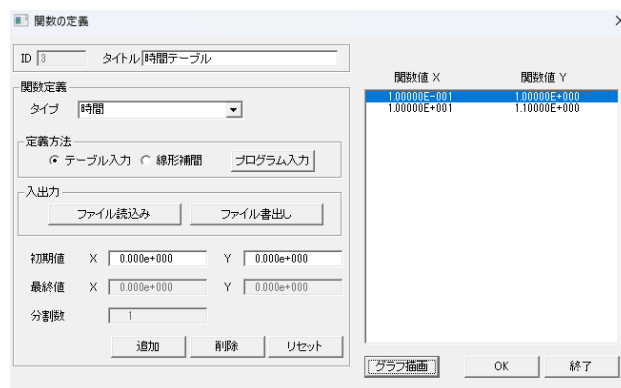 関数の定義
ID 3 タイトル 時間テーブル
関数定義
タイプ 時間
定義方法
テーブル入力 線形補間 プログラム入力
入出力
ファイル読込み ファイル書出し
初期値 X 0.000e+000 Y 0.000e+000
最終値 X 0.000e+000 Y 0.000e+000
分割数 1
追加 削除 リセット
関数値 X 関数値 Y
1.00000E-001 1.00000E+000
1.00000E+001 1.10000E+000
グラフ描画 OK 終了